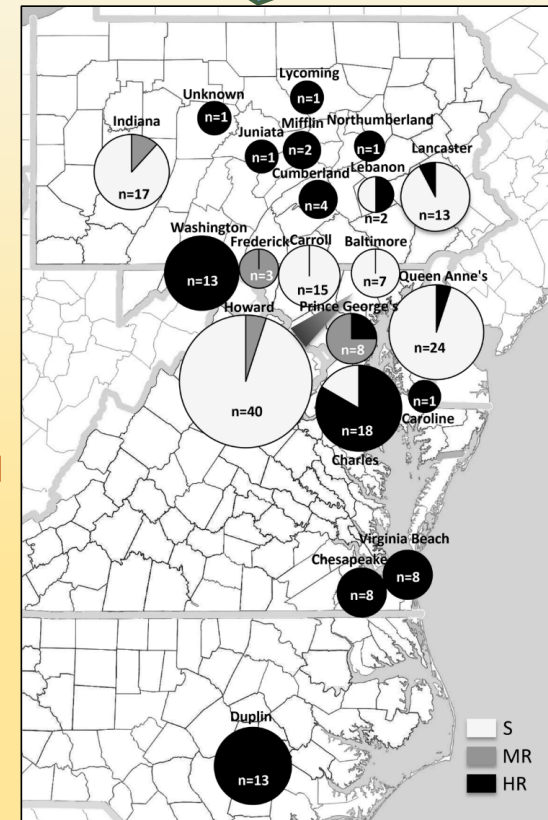 Lycoming
n=1
Unknown
n=1
Indiana
n=17
Juniata
n=1
Mifflin
n=2
Northumberland
n=1
Cumberland
n=4
Lebanon
n=2
Lancaster
n=13
Washington
n=13
Frederick
n=3
Carroll
n=15
Baltimore
n=7
Queen Anne's
n=24
Howard
n=40
Prince George's
n=8
n=1
Caroline
n=18
Charles
Virginia Beach
n=8
Chesapeake
n=8
Duplin
n=13
S
MR
HR